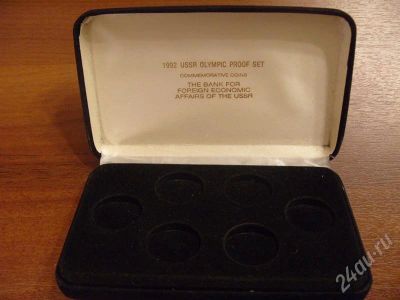 1992 USSR OLYMPIC PROOF SET
COMMEMORATIVE COINS
THE BANK FOR
FOREIGN ECONOMIC
AFFAIRS OF THE USSR
24au.ru